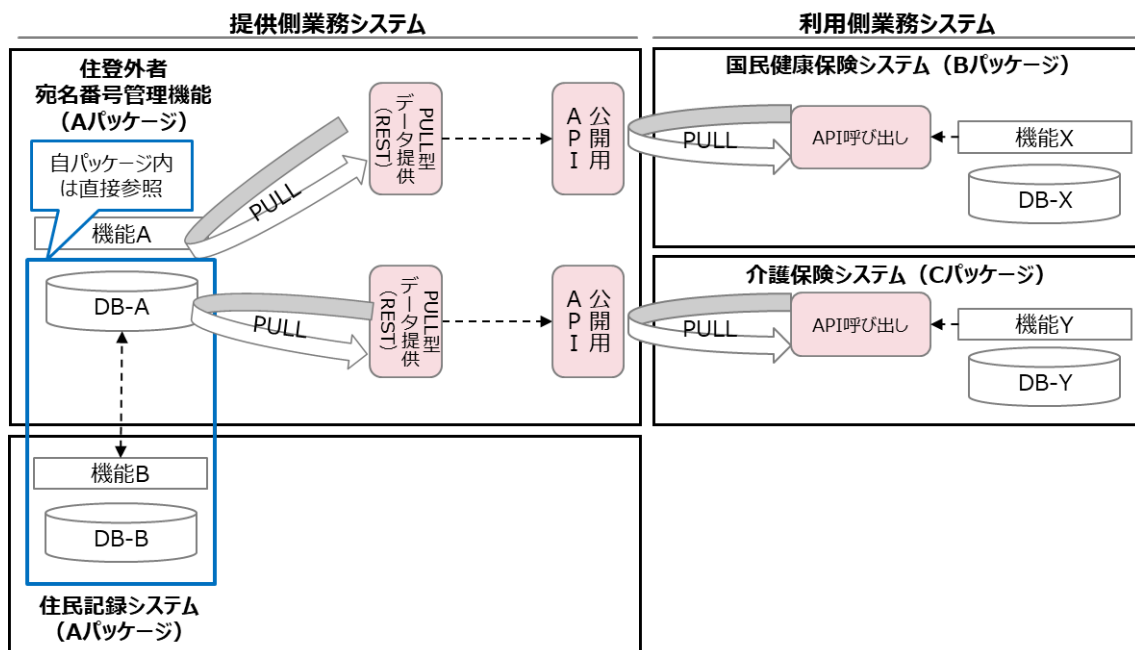 提供側業務システム
利用側業務システム
住登外者
宛名番号管理機能
（Aパッケージ）
自パッケージ内
は直接参照
機能A
DB-A
PULL
PULL型
データ提供
（REST）
公開用
API
PULL
PULL型
データ提供
（REST）
公開用
API
機能B
DB-B
住民記録システム
（Aパッケージ）
国民健康保険システム（Bパッケージ）
PULL
API呼び出し
機能X
DB-X
介護保険システム（Cパッケージ）
PULL
API呼び出し
機能Y
DB-Y